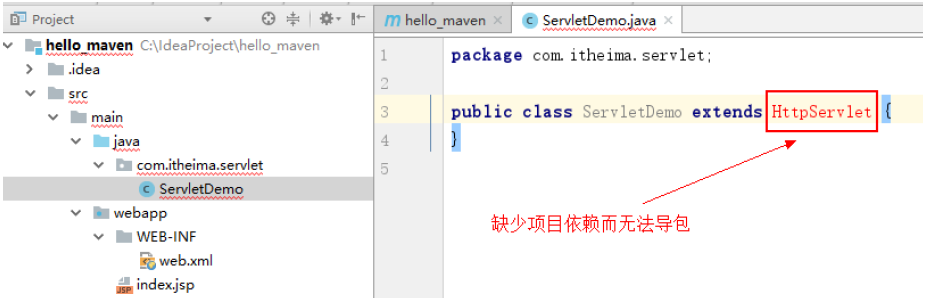 Project
hello_maven
ServletDemo.java
hello_maven C:\IdeaProject\hello_maven
.idea
src
main
java
com.itheima.servlet
ServletDemo
webapp
WEB-INF
web.xml
index.jsp
1 package com.itheima.servlet;
2
3 public class ServletDemo extends HttpServlet {
4 }
5
缺少项目依赖而无法导包